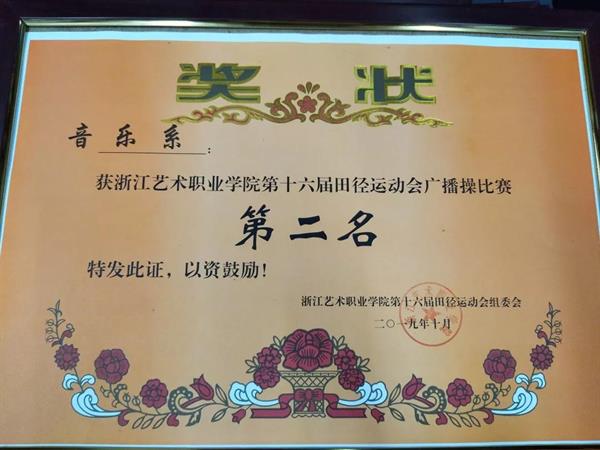 奖 状
音乐系：
获浙江艺术职业学院第十六届田径运动会广播操比赛
第二名
特发此证，以资鼓励！
浙江艺术职业学院第十六届田径运动会组委会
二〇一九年十月